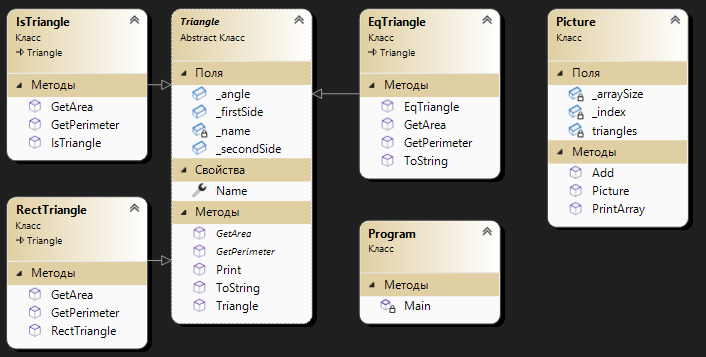 IsTriangle
Класс
Triangle
Методы
GetArea
GetPerimeter
IsTriangle
Triangle
Abstract Класс
Поля
_angle
_firstSide
_name
_secondSide
Свойства
Name
Методы
GetArea
GetPerimeter
Print
ToString
Triangle
EqTriangle
Класс
Triangle
Методы
EqTriangle
GetArea
GetPerimeter
ToString
Picture
Класс
Поля
_arraySize
_index
triangles
Методы
Add
Picture
PrintArray
RectTriangle
Класс
Triangle
Методы
GetArea
GetPerimeter
RectTriangle
Program
Класс
Методы
Main